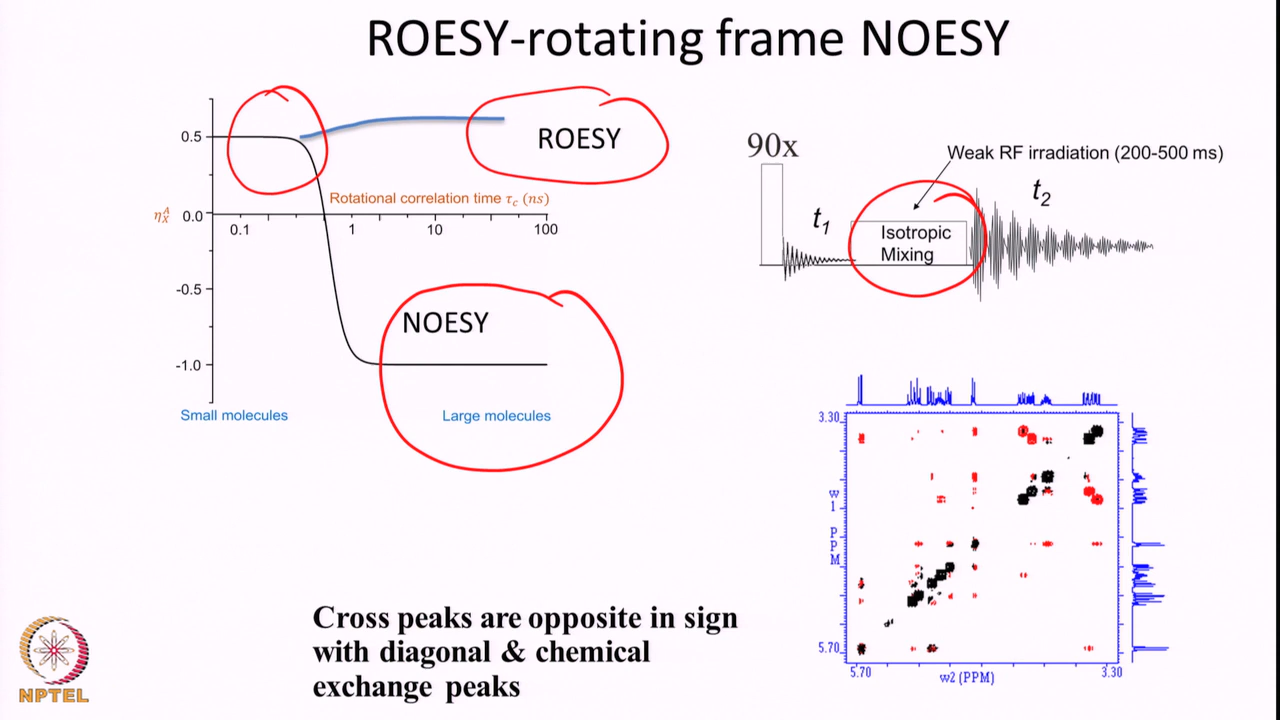 ROESY-rotating frame NOESY
0.5
0.0
-0.5
-1.0
η_X^A
ROESY
Rotational correlation time τ_c (ns)
0.1
1
10
100
NOESY
Small molecules
Large molecules
90x
t₁
Weak RF irradiation (200-500 ms)
Isotropic
Mixing
t₂
3.30
w
1
P
P
M
5.70
5.70
w2 (PPM)
3.30
Cross peaks are opposite in sign
with diagonal & chemical
exchange peaks
NPTEL